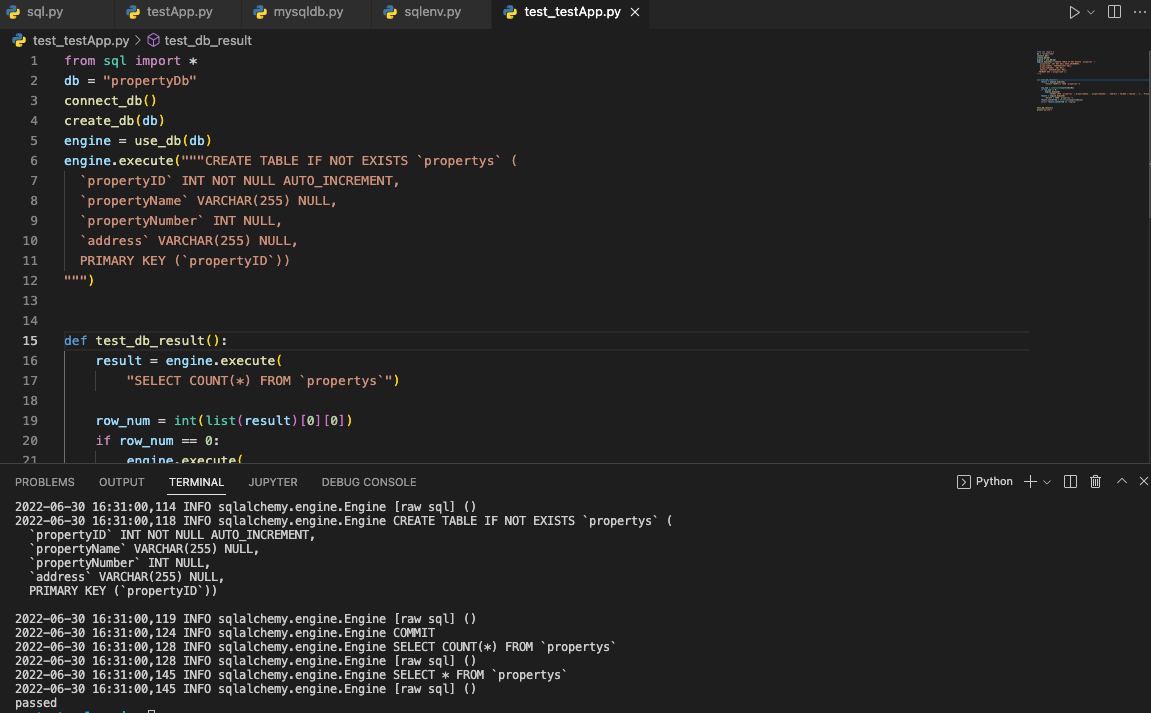 sql.py testApp.py mysqldb.py sqlenv.py test_testApp.py
test_testApp.py > test_db_result
1 from sql import *
2 db = "propertyDb"
3 connect_db()
4 create_db(db)
5 engine = use_db(db)
6 engine.execute("""CREATE TABLE IF NOT EXISTS `propertys` (
7 `propertyID` INT NOT NULL AUTO_INCREMENT,
8 `propertyName` VARCHAR(255) NULL,
9 `propertyNumber` INT NULL,
10 `address` VARCHAR(255) NULL,
11 PRIMARY KEY (`propertyID`))
12 """)
13
14
15 def test_db_result():
16 result = engine.execute(
17 "SELECT COUNT(*) FROM `propertys`")
18
19 row_num = int(list(result)[0][0])
20 if row_num == 0:
21 engine.execute(
PROBLEMS OUTPUT TERMINAL JUPYTER DEBUG CONSOLE Python
2022-06-30 16:31:00,114 INFO sqlalchemy.engine.Engine [raw sql] ()
2022-06-30 16:31:00,118 INFO sqlalchemy.engine.Engine CREATE TABLE IF NOT EXISTS `propertys` (
`propertyID` INT NOT NULL AUTO_INCREMENT,
`propertyName` VARCHAR(255) NULL,
`propertyNumber` INT NULL,
`address` VARCHAR(255) NULL,
PRIMARY KEY (`propertyID`))
2022-06-30 16:31:00,119 INFO sqlalchemy.engine.Engine [raw sql] ()
2022-06-30 16:31:00,124 INFO sqlalchemy.engine.Engine COMMIT
2022-06-30 16:31:00,128 INFO sqlalchemy.engine.Engine SELECT COUNT(*) FROM `propertys`
2022-06-30 16:31:00,128 INFO sqlalchemy.engine.Engine [raw sql] ()
2022-06-30 16:31:00,145 INFO sqlalchemy.engine.Engine SELECT * FROM `propertys`
2022-06-30 16:31:00,145 INFO sqlalchemy.engine.Engine [raw sql] ()
passed